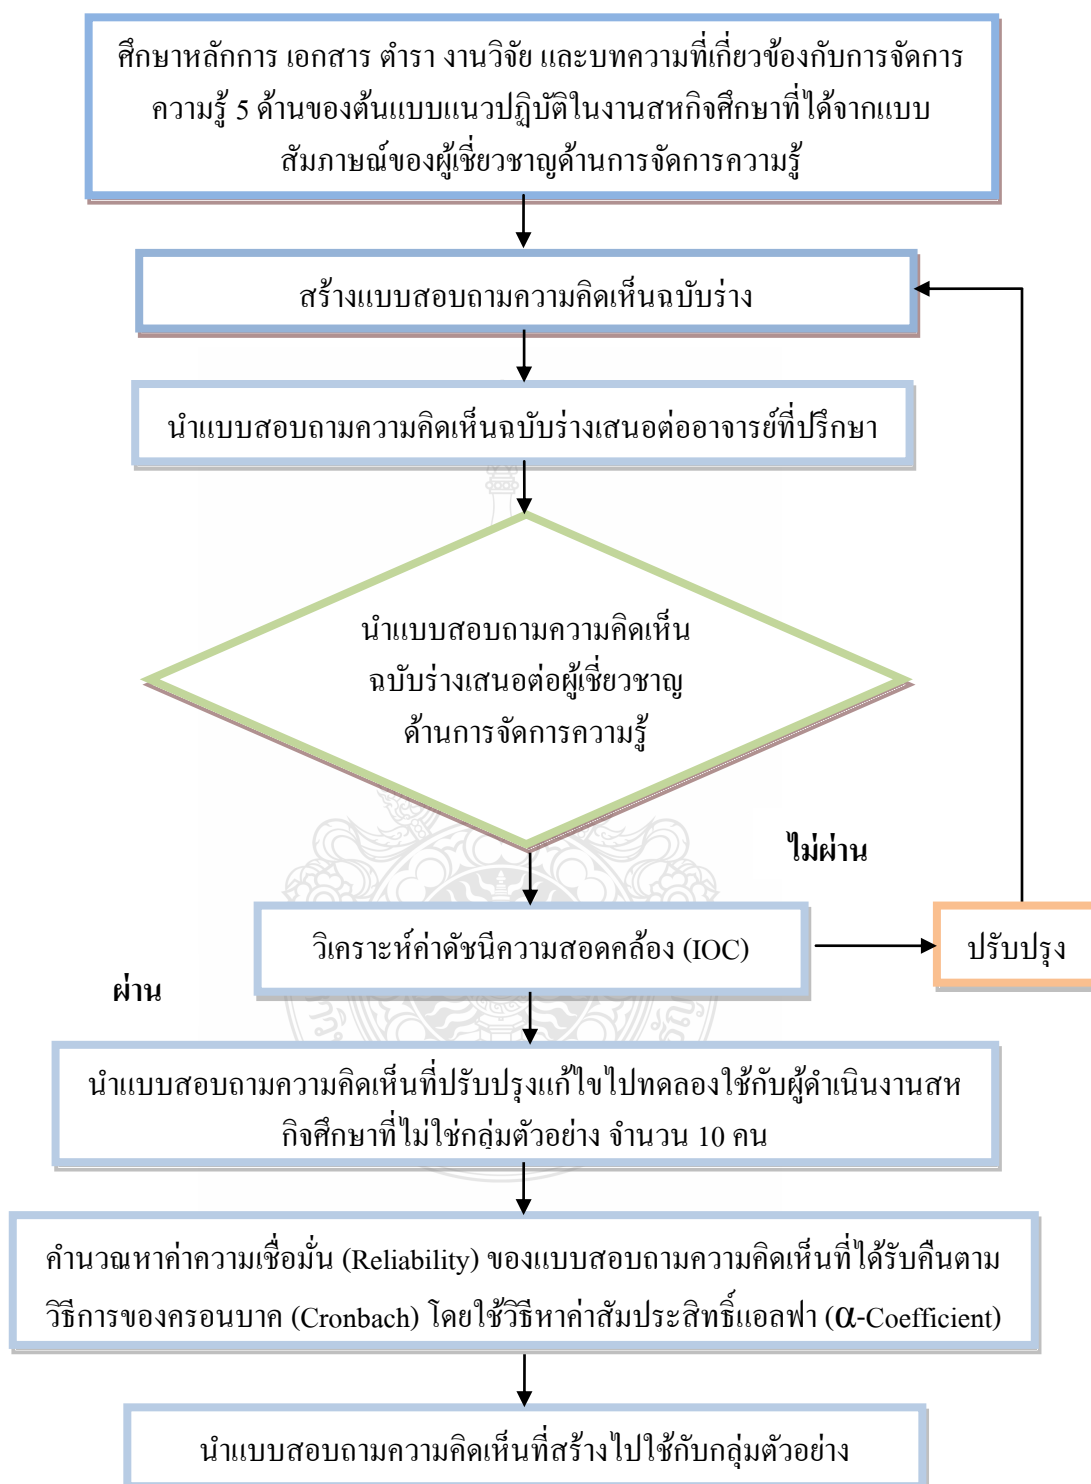 ศึกษาหลักการ เอกสาร ตำรา งานวิจัย และบทความที่เกี่ยวข้องกับการจัดการ
ความรู้ 5 ด้านของต้นแบบแนวปฏิบัติในงานสหกิจศึกษาที่ได้จากแบบ
สัมภาษณ์ของผู้เชี่ยวชาญด้านการจัดการความรู้
สร้างแบบสอบถามความคิดเห็นฉบับร่าง
นำแบบสอบถามความคิดเห็นฉบับร่างเสนอต่ออาจารย์ที่ปรึกษา
นำแบบสอบถามความคิดเห็น
ฉบับร่างเสนอต่อผู้เชี่ยวชาญ
ด้านการจัดการความรู้
ไม่ผ่าน
วิเคราะห์ค่าดัชนีความสอดคล้อง (IOC)
ปรับปรุง
ผ่าน
นำแบบสอบถามความคิดเห็นที่ปรับปรุงแก้ไขไปทดลองใช้กับผู้ดำเนินงานสห
กิจศึกษาที่ไม่ใช่กลุ่มตัวอย่าง จำนวน 10 คน
คำนวณหาค่าความเชื่อมั่น (Reliability) ของแบบสอบถามความคิดเห็นที่ได้รับคืนตาม
วิธีการของครอนบาค (Cronbach) โดยใช้วิธีหาค่าสัมประสิทธิ์แอลฟา (α-Coefficient)
นำแบบสอบถามความคิดเห็นที่สร้างไปใช้กับกลุ่มตัวอย่าง